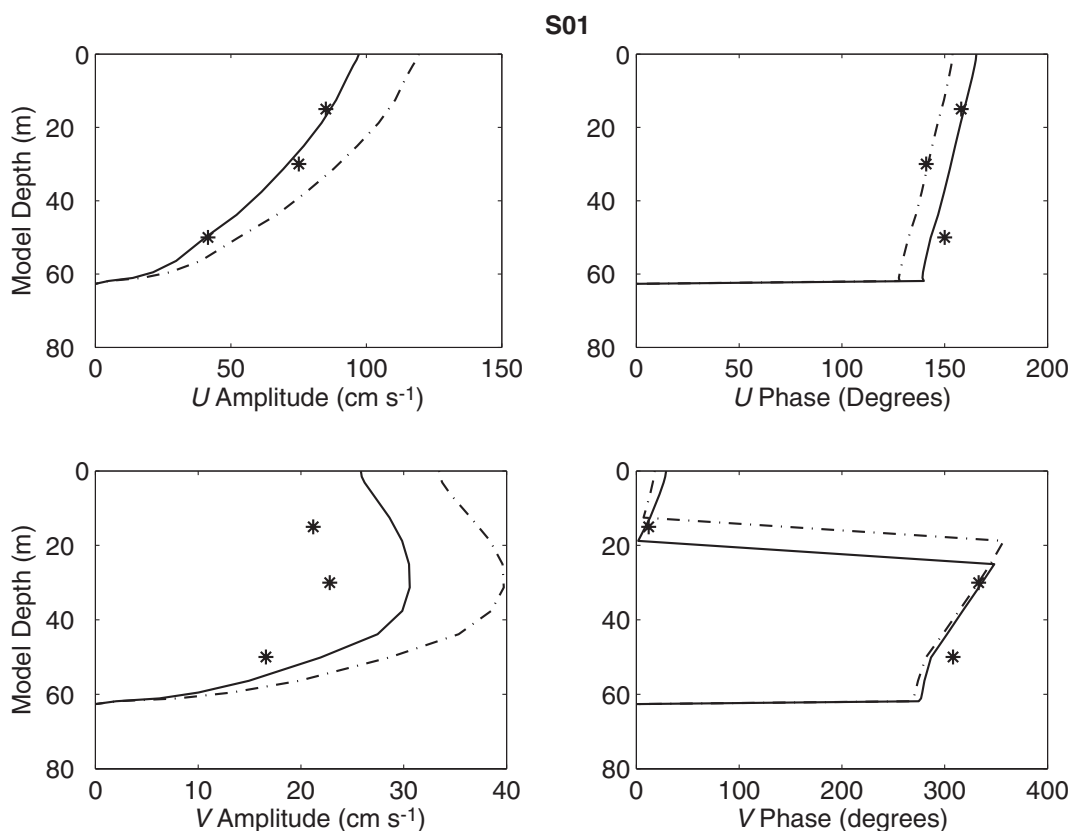 S01
0
20
40
60
80
Model Depth (m)
0 50 100 150
U Amplitude (cm s-1)
0
20
40
60
80
0 50 100 150 200
U Phase (Degrees)
0
20
40
60
80
Model Depth (m)
0 10 20 30 40
V Amplitude (cm s-1)
0
20
40
60
80
0 100 200 300 400
V Phase (degrees)